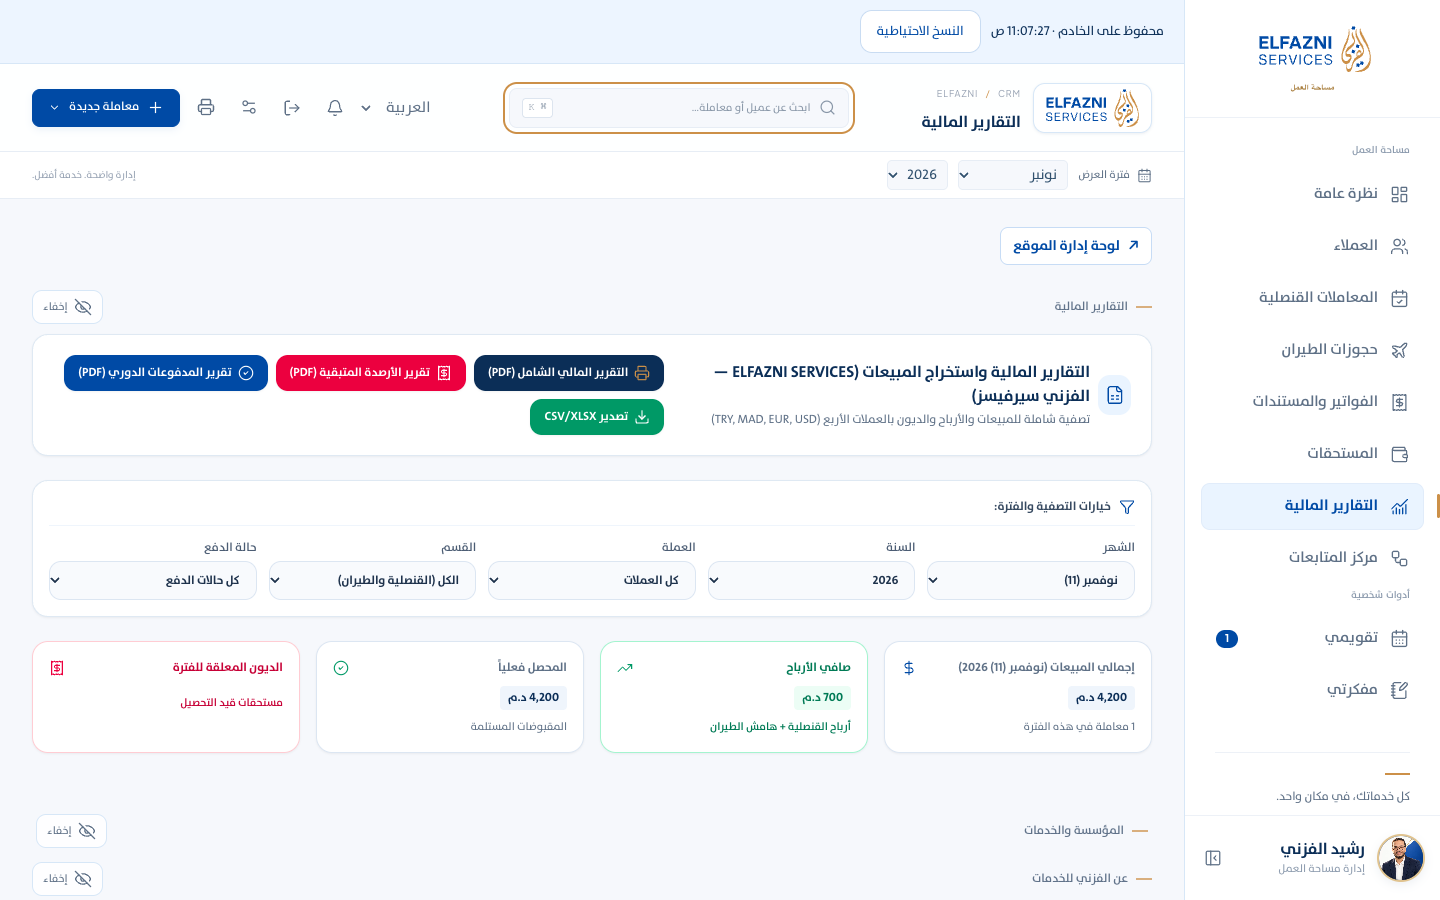 محفوظ على الخادم · 11:07:27 ص
النسخ الاحتياطية
ELFAZNI
SERVICES
مساحة العمل
مساحة العمل
نظرة عامة
العملاء
المعاملات القنصلية
حجوزات الطيران
الفواتير والمستندات
المستحقات
التقارير المالية
مركز المتابعات
أدوات شخصية
تقويمي
1
مفكرتي
كل خدماتك، في مكان واحد.
رشيد الفزني
إدارة مساحة العمل
ELFAZNI
SERVICES
ELFAZNI / CRM
التقارير المالية
ابحث عن عميل أو معاملة...
⌘ K
العربية
معاملة جديدة
فترة العرض
نونبر
2026
إدارة واضحة. خدمة أفضل.
لوحة إدارة الموقع
التقارير المالية
إخفاء
التقارير المالية واستخراج المبيعات (ELFAZNI SERVICES —
الفزني سيرفيسز)
تصفية شاملة للمبيعات والأرباح والديون بالعملات الأربع (TRY, MAD, EUR, USD)
التقرير المالي الشامل (PDF)
تقرير الأرصدة المتبقية (PDF)
تقرير المدفوعات الدوري (PDF)
تصدير CSV/XLSX
خيارات التصفية والفترة:
الشهر
نوفمبر (11)
السنة
2026
العملة
كل العملات
القسم
الكل (القنصلية والطيران)
حالة الدفع
كل حالات الدفع
إجمالي المبيعات (نوفمبر (11) 2026)
4,200 د.م
1 معاملة في هذه الفترة
صافي الأرباح
700 د.م
أرباح القنصلية + هامش الطيران
المحصل فعلياً
4,200 د.م
المقبوضات المستلمة
الديون المعلقة للفترة
مستحقات قيد التحصيل
المؤسسة والخدمات
إخفاء
عن الفزني للخدمات
إخفاء